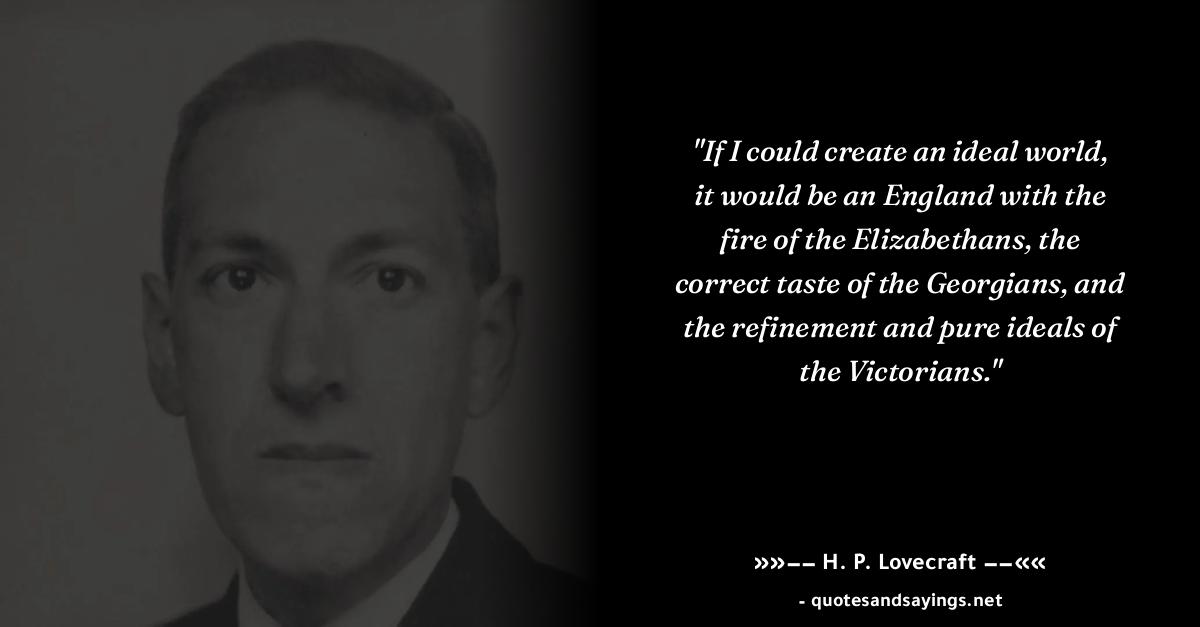 "If I could create an ideal world,
it would be an England with the
fire of the Elizabethans, the
correct taste of the Georgians, and
the refinement and pure ideals of
the Victorians."
»»–– H. P. Lovecraft ––««
- quotesandsayings.net